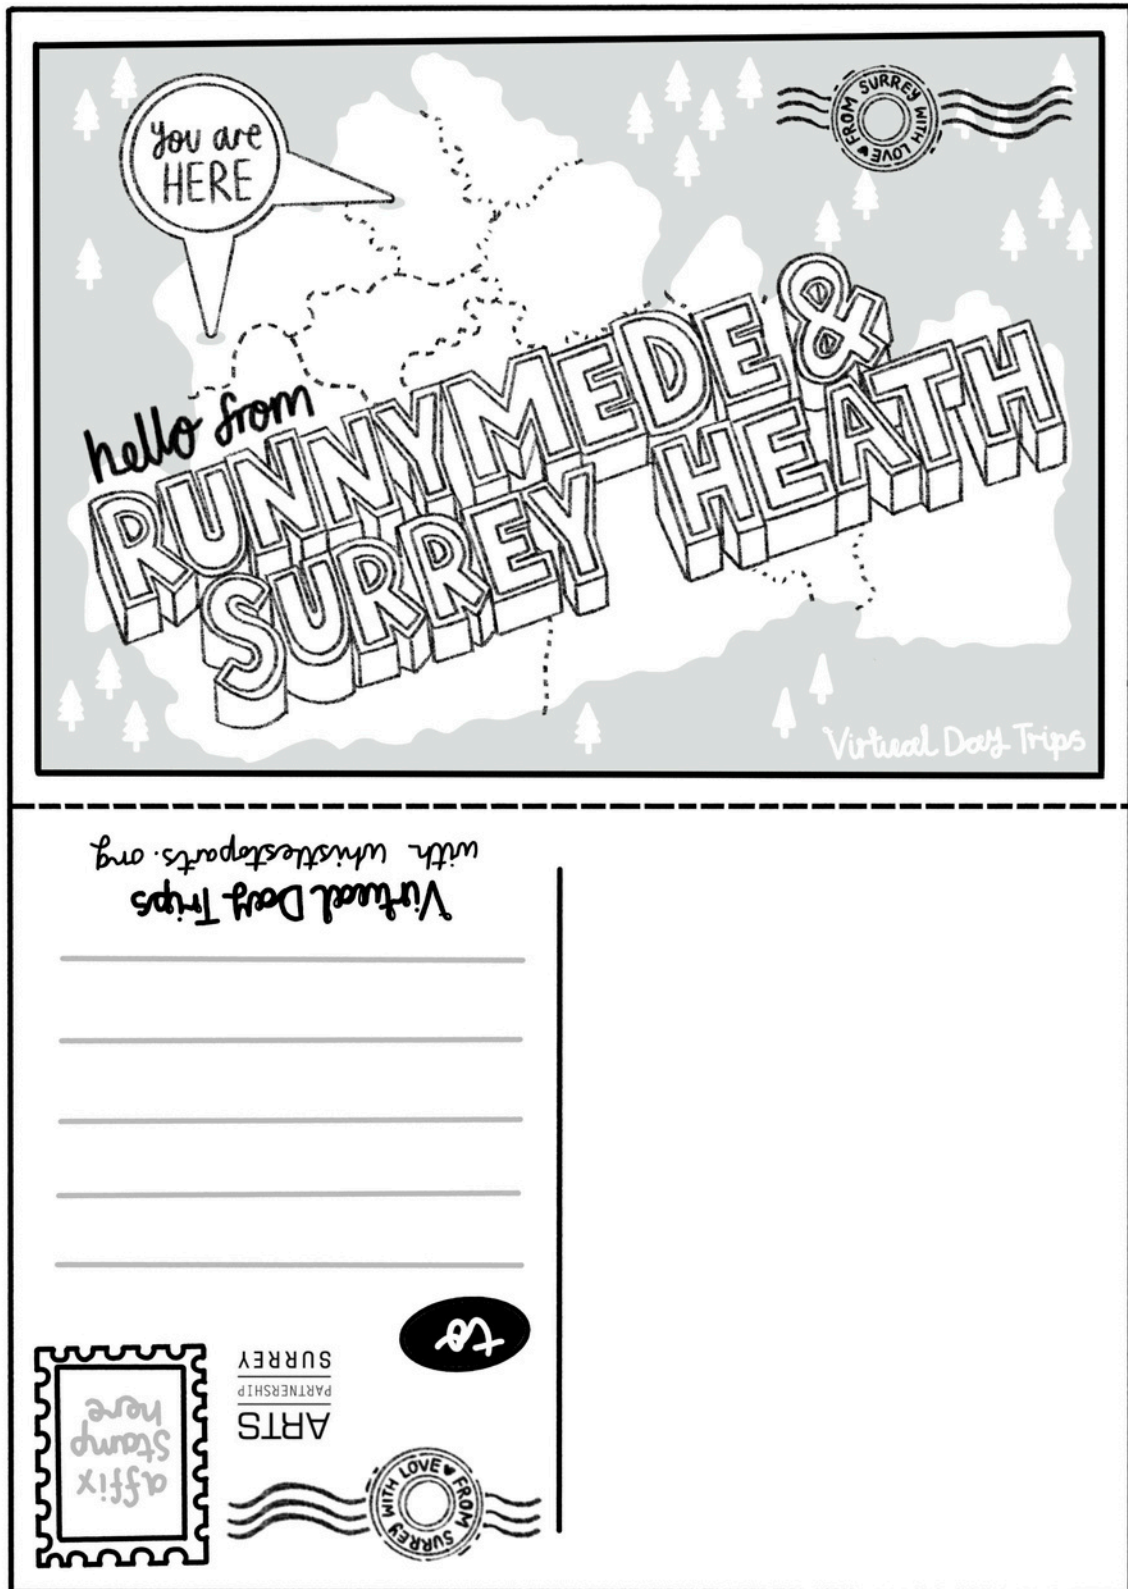 you are
HERE
FROM SURREY WITH LOVE
hello from
RUNNYMEDE &
SURREY HEATH
Virtual Day Trips
FROM SURREY WITH LOVE
ARTS
PARTNERSHIP
SURREY
affix
stamp
here
to
Virtual Day Trips
with whistlestoparts.org